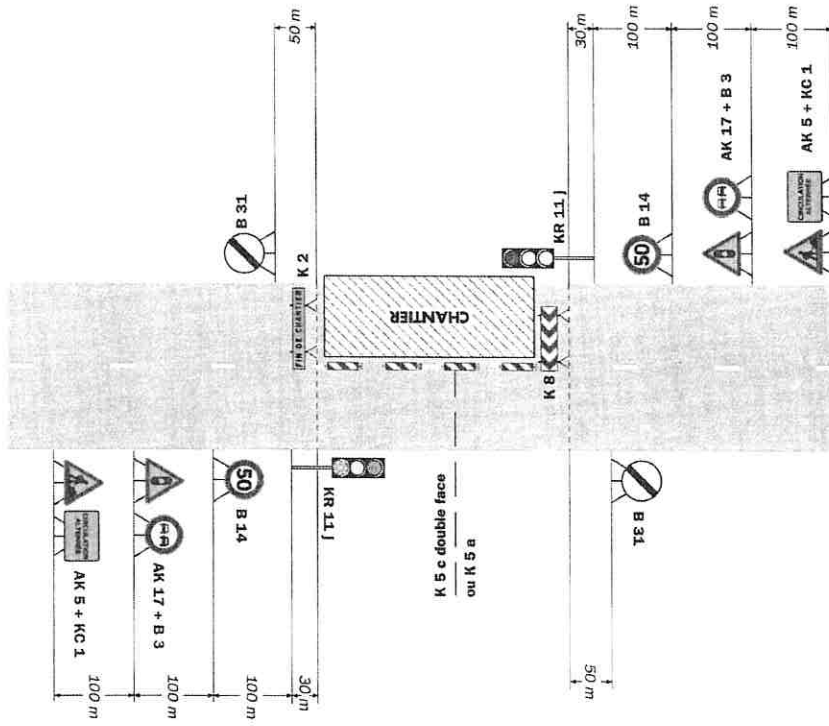 50 m
30 m
100 m
100 m
100 m
B 31
K 2
FIN DE CHANTIER
CHANTIER
KR 11 j
K 8
50
B 14
AK 17 + B 3
CIRCULATION
ALTERNÉE
AK 5 + KC 1
CIRCULATION
ALTERNÉE
AK 5 + KC 1
AK 17 + B 3
50
B 14
KR 11 j
K 5 c double face
ou K 5 a
B 31
100 m
100 m
100 m
30 m
50 m